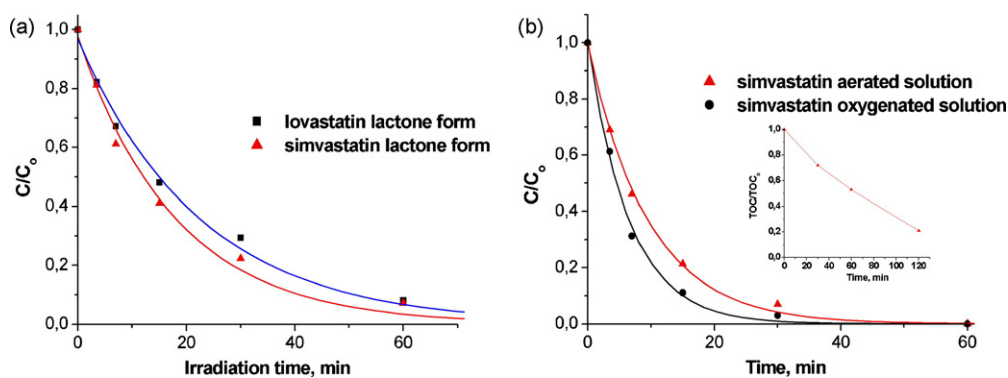 (a)
1,0
0,8
0,6
0,4
0,2
0,0
C/Co
0
20
40
60
Irradiation time, min
lovastatin lactone form
simvastatin lactone form
(b)
1,0
0,8
0,6
0,4
0,2
0,0
C/Co
0
20
40
60
Time, min
simvastatin aerated solution
simvastatin oxygenated solution
1,0
0,8
0,6
0,4
0,2
0,0
TOC/TOCo
0 20 40 60 80 100 120
Time, min